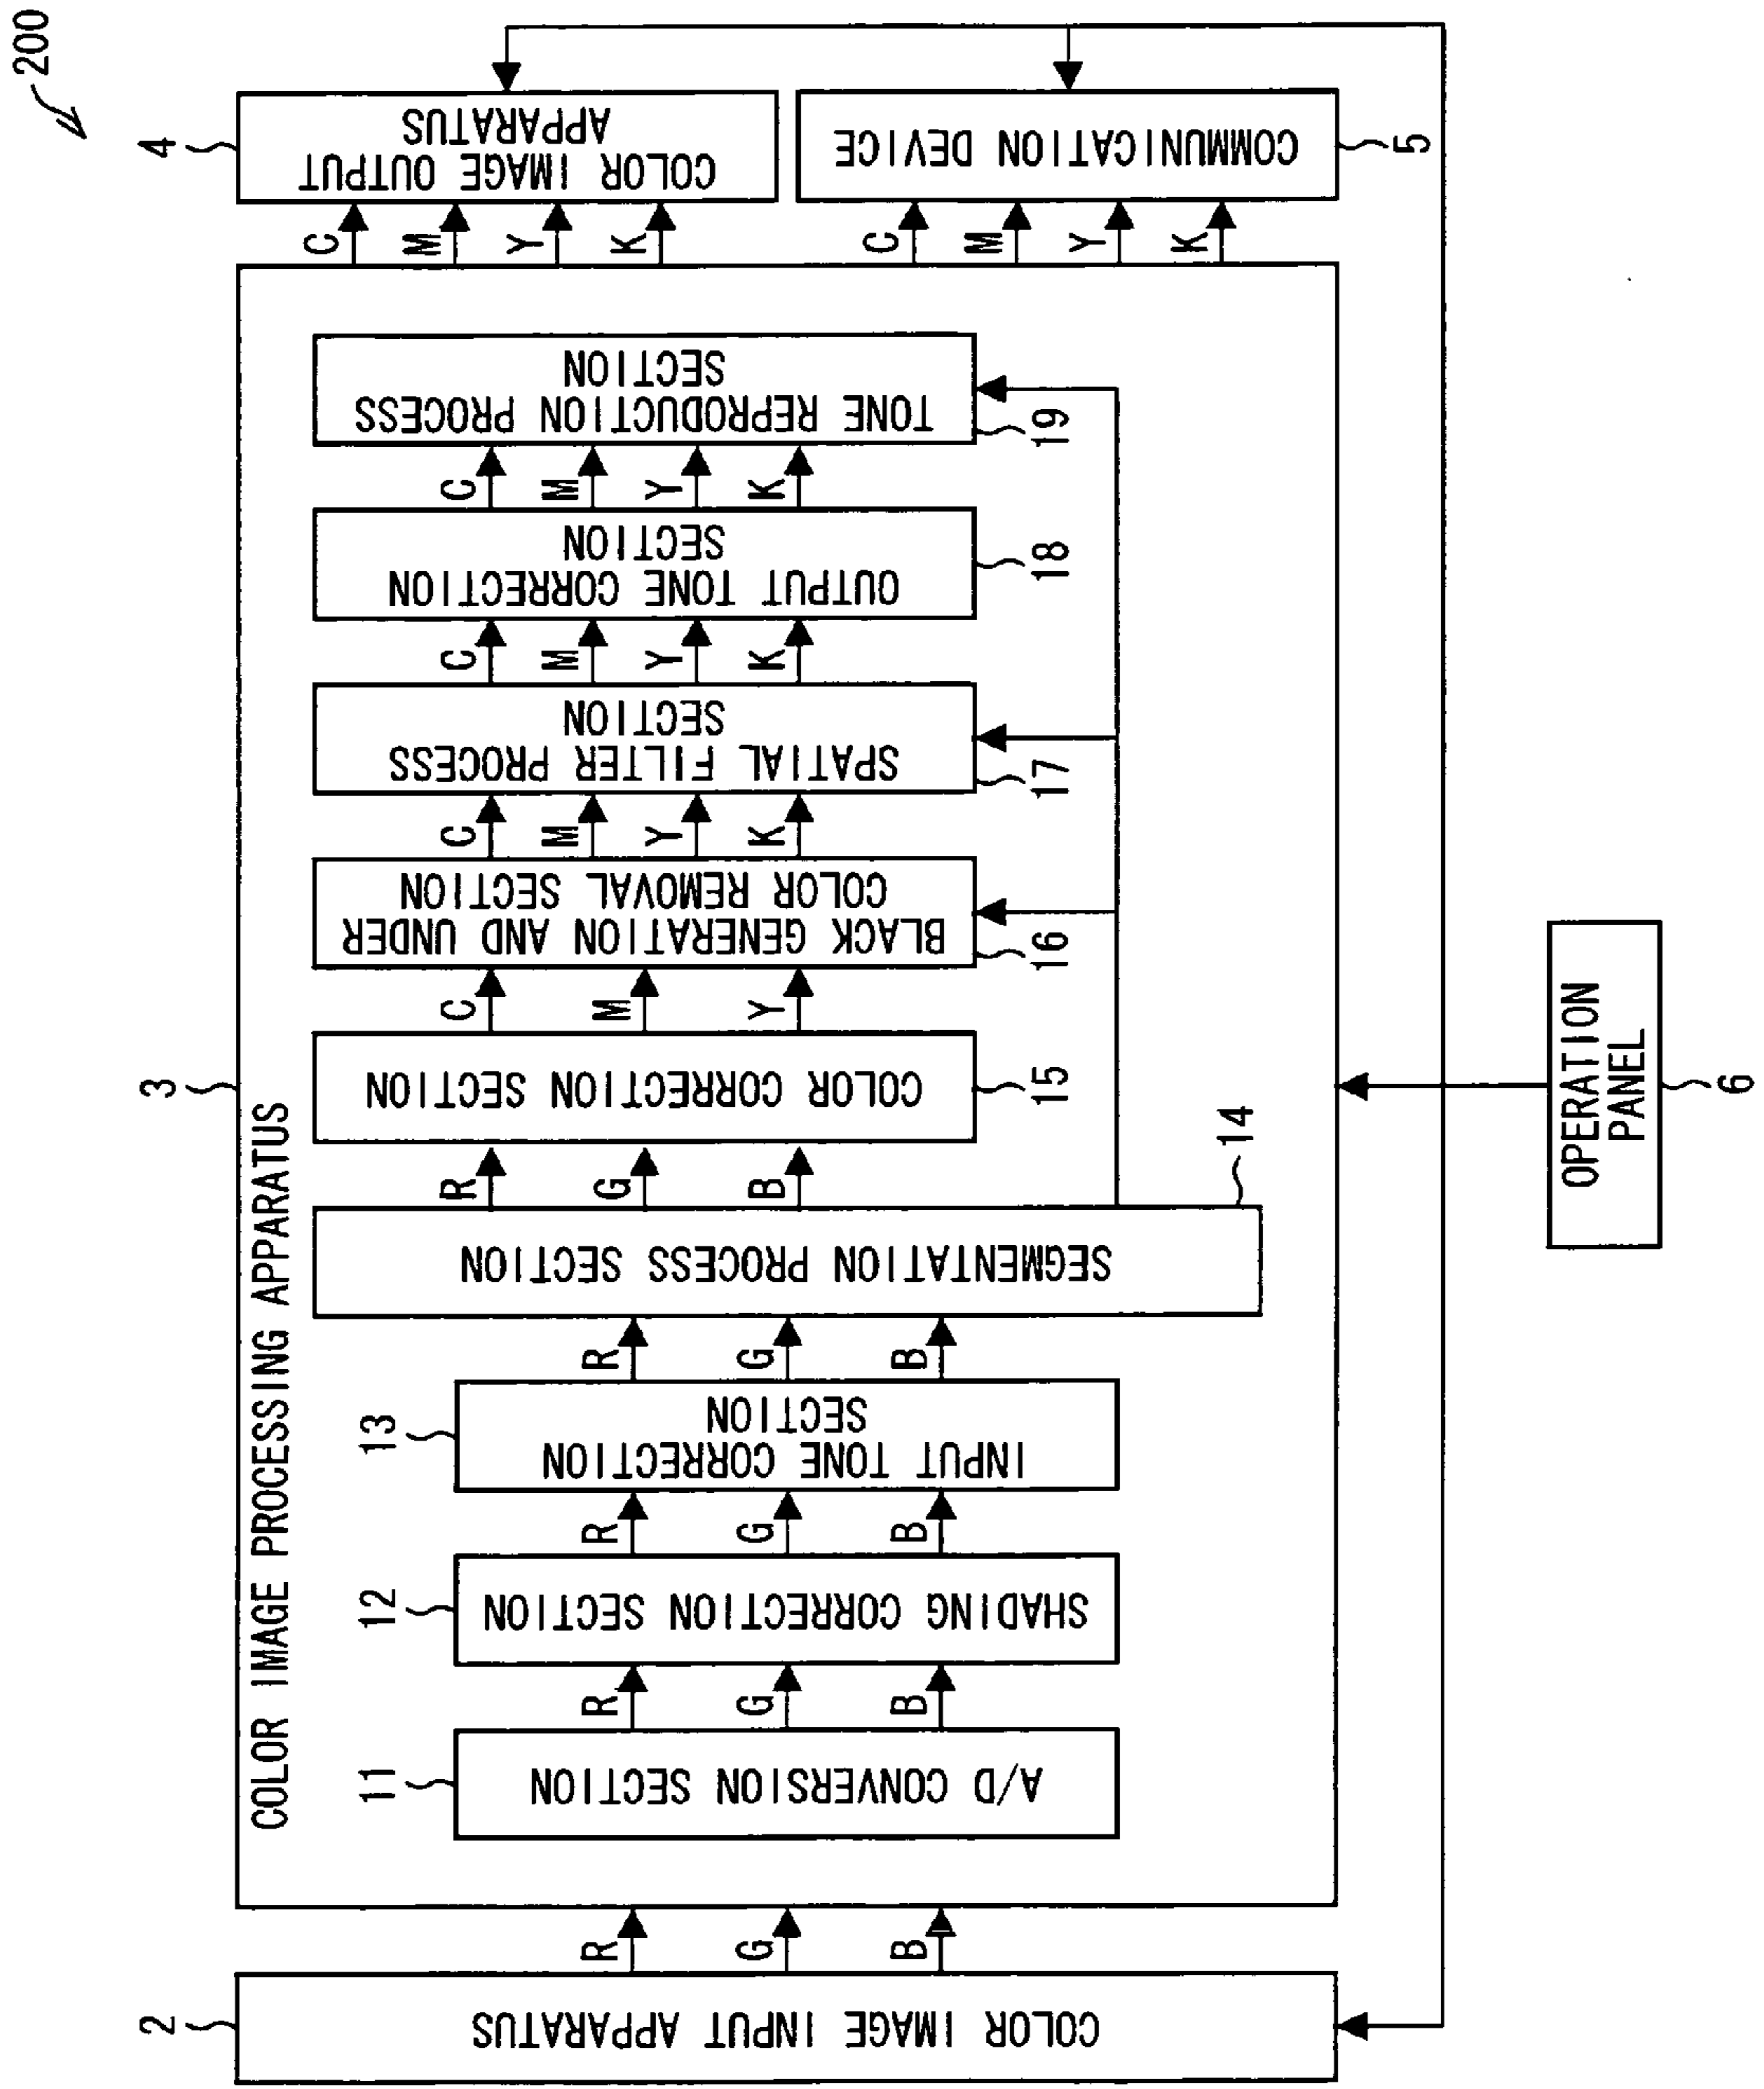 200
2
COLOR IMAGE INPUT APPARATUS
R
G
B
3
COLOR IMAGE PROCESSING APPARATUS
11
A/D CONVERSION SECTION
R
G
B
12
SHADING CORRECTION SECTION
R
G
B
13
INPUT TONE CORRECTION
SECTION
R
G
B
14
SEGMENTATION PROCESS SECTION
R
G
B
15
COLOR CORRECTION SECTION
C
M
Y
16
BLACK GENERATION AND UNDER
COLOR REMOVAL SECTION
C
M
Y
K
17
SPATIAL FILTER PROCESS
SECTION
C
M
Y
K
18
OUTPUT TONE CORRECTION
SECTION
C
M
Y
K
19
TONE REPRODUCTION PROCESS
SECTION
C
M
Y
K
4
COLOR IMAGE OUTPUT
APPARATUS
C
M
Y
K
5
COMMUNICATION DEVICE
OPERATION
PANEL
6